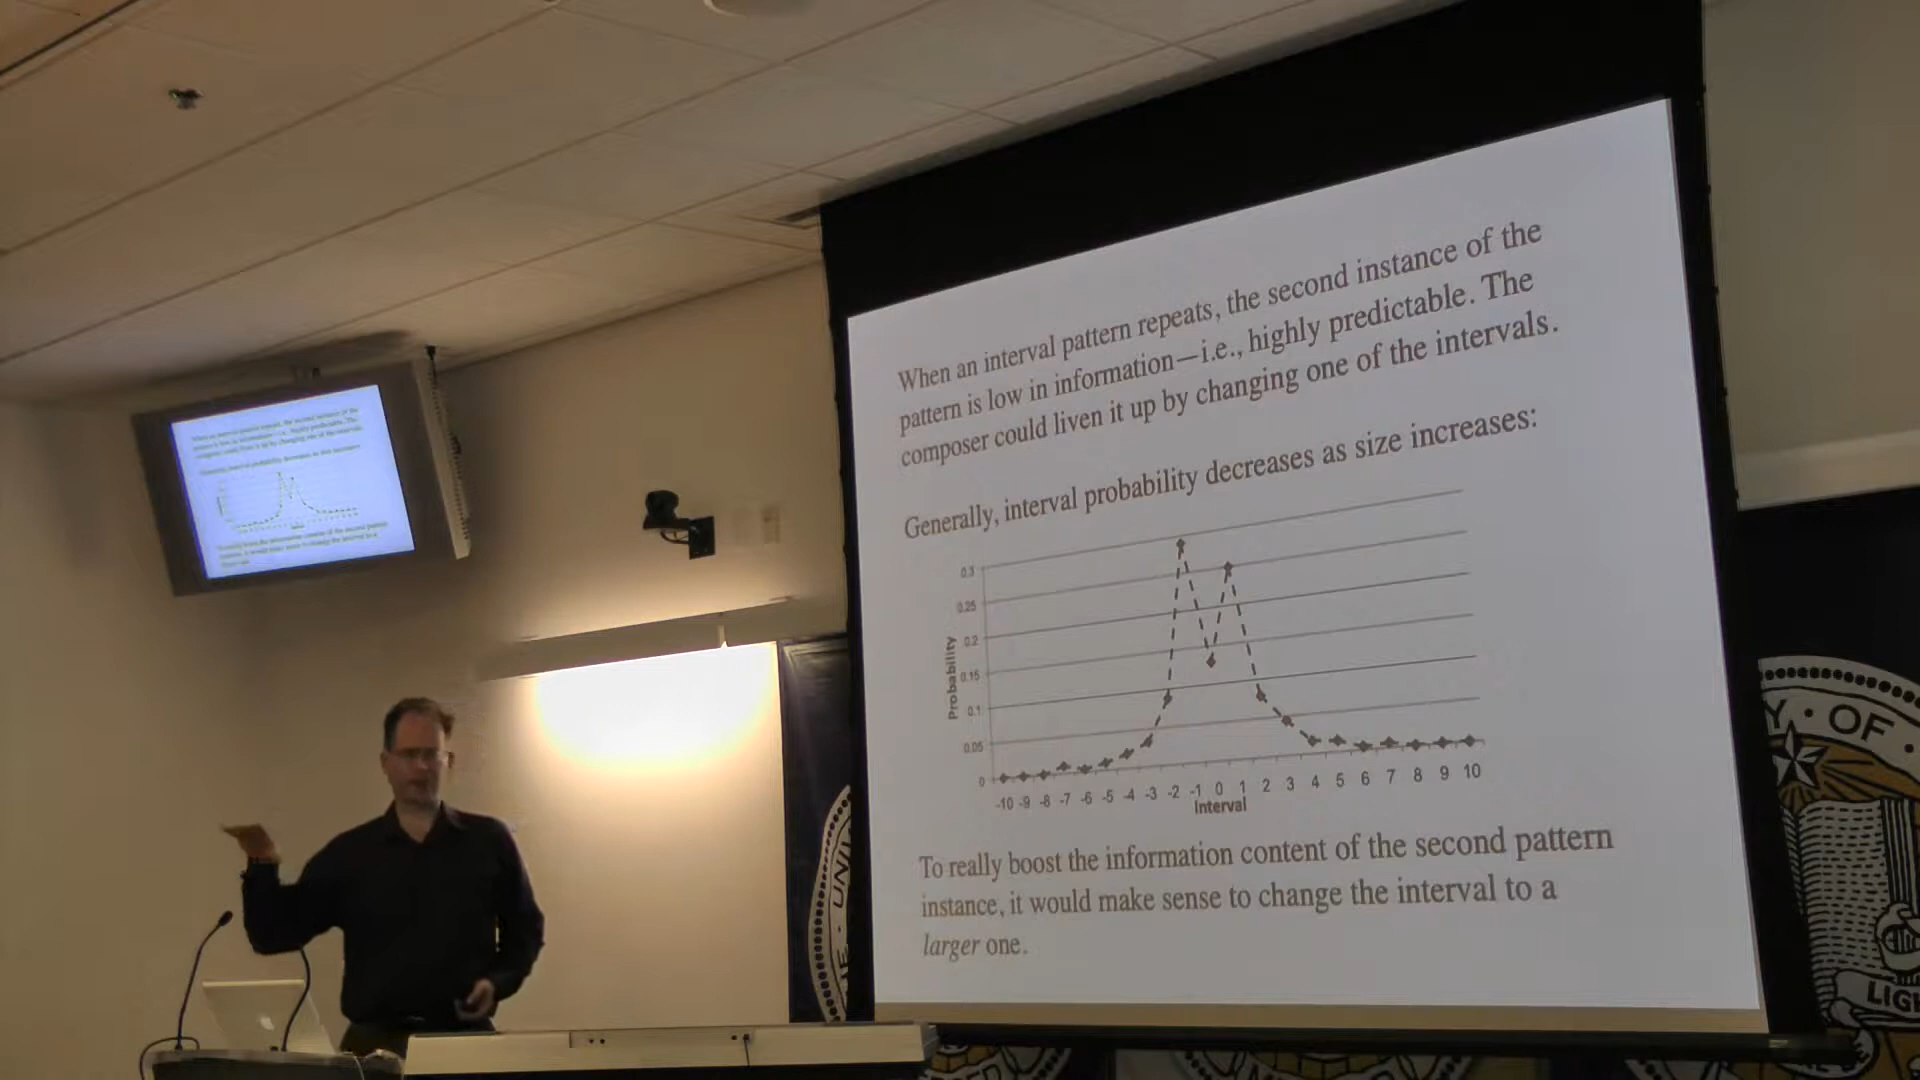 When an interval pattern repeats, the second instance of the
pattern is low in information—i.e., highly predictable. The
composer could liven it up by changing one of the intervals.
Generally, interval probability decreases as size increases:
0.3
0.25
0.2
0.15
0.1
0.05
0
Probability
-10 -9 -8 -7 -6 -5 -4 -3 -2 -1 0 1 2 3 4 5 6 7 8 9 10
Interval
To really boost the information content of the second pattern
instance, it would make sense to change the interval to a
larger one.
Y · OF ·